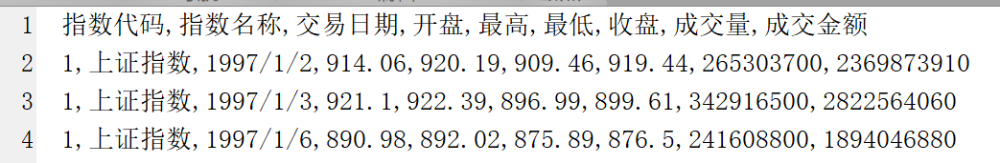 1 指数代码,指数名称,交易日期,开盘,最高,最低,收盘,成交量,成交金额
2 1,上证指数,1997/1/2,914.06,920.19,909.46,919.44,265303700,2369873910
3 1,上证指数,1997/1/3,921.1,922.39,896.99,899.61,342916500,2822564060
4 1,上证指数,1997/1/6,890.98,892.02,875.89,876.5,241608800,1894046880